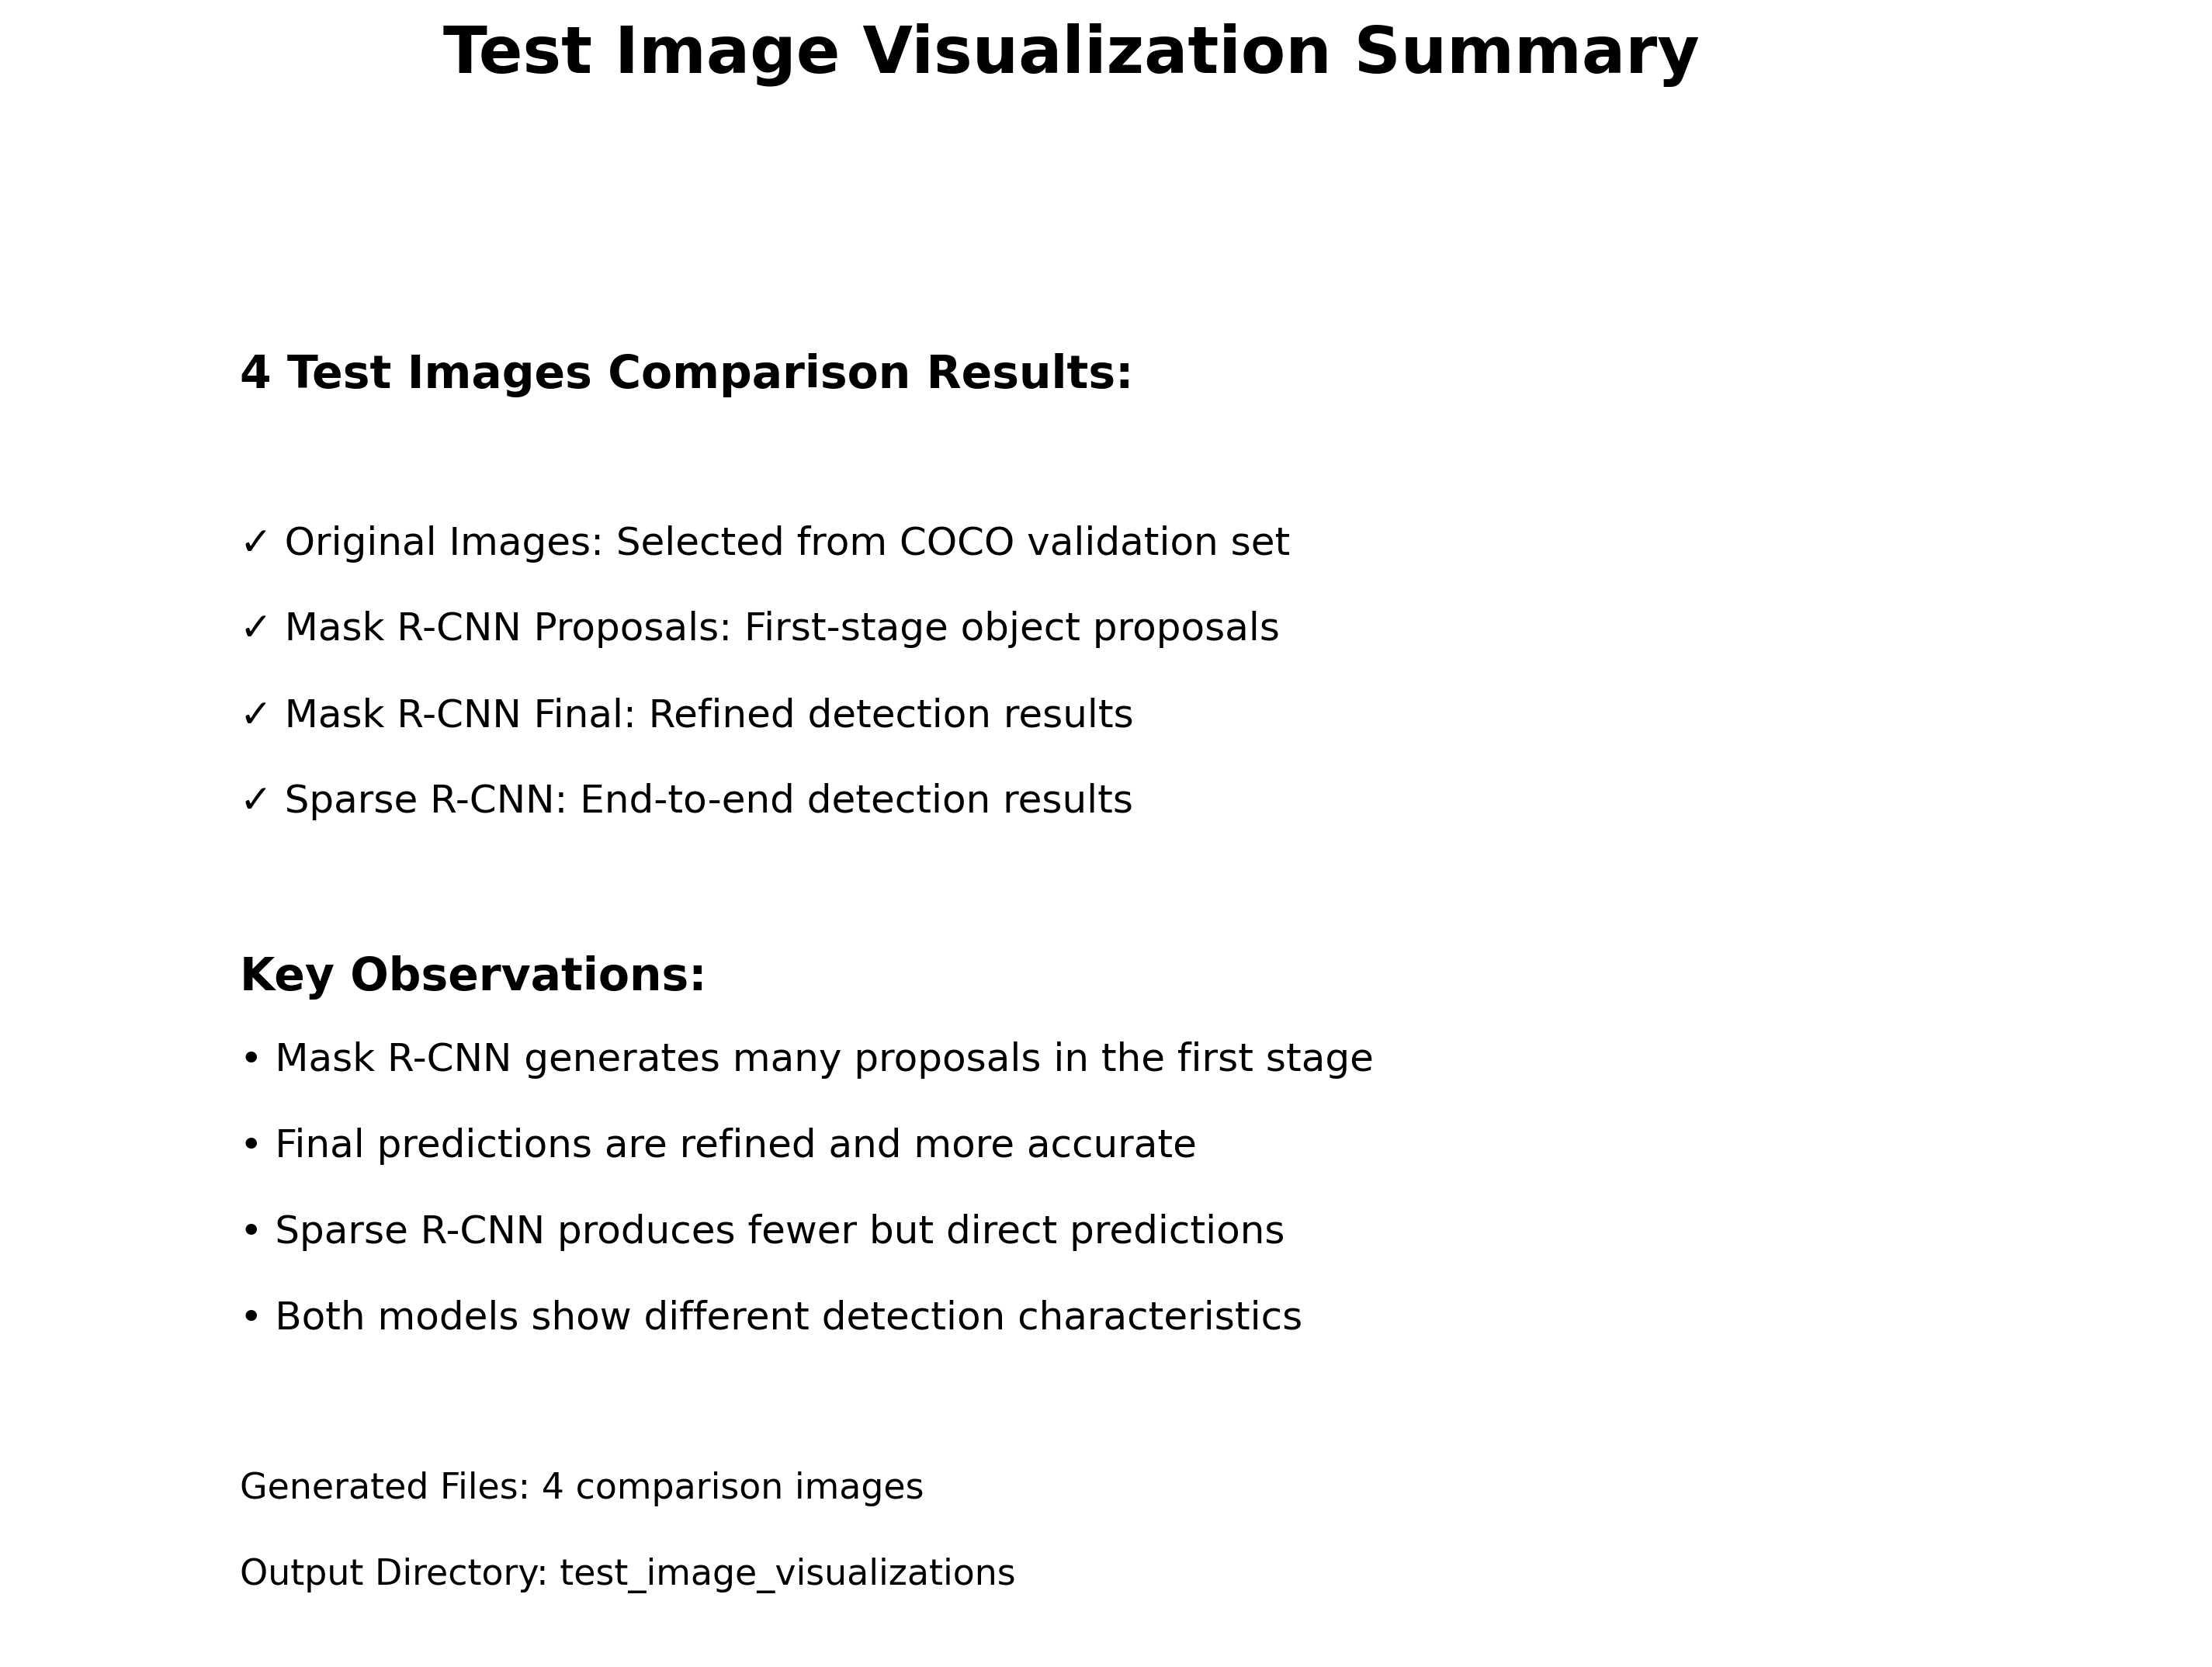 Test Image Visualization Summary
4 Test Images Comparison Results:
✓ Original Images: Selected from COCO validation set
✓ Mask R-CNN Proposals: First-stage object proposals
✓ Mask R-CNN Final: Refined detection results
✓ Sparse R-CNN: End-to-end detection results
Key Observations:
• Mask R-CNN generates many proposals in the first stage
• Final predictions are refined and more accurate
• Sparse R-CNN produces fewer but direct predictions
• Both models show different detection characteristics
Generated Files: 4 comparison images
Output Directory: test_image_visualizations